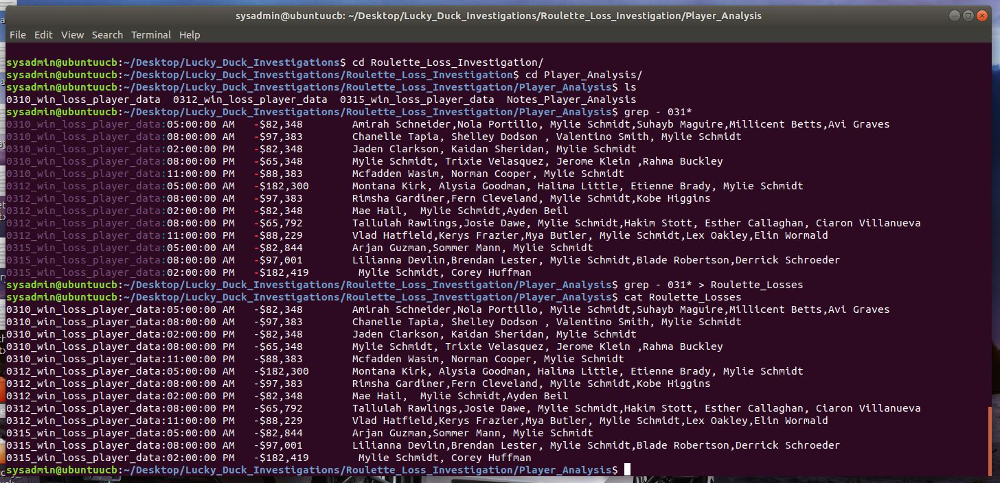 sysadmin@ubuntuucb: ~/Desktop/Lucky_Duck_Investigations/Roulette_Loss_Investigation/Player_Analysis
File Edit View Search Terminal Help
sysadmin@ubuntuucb:~/Desktop/Lucky_Duck_Investigations$ cd Roulette_Loss_Investigation/
sysadmin@ubuntuucb:~/Desktop/Lucky_Duck_Investigations/Roulette_Loss_Investigation$ cd Player_Analysis/
sysadmin@ubuntuucb:~/Desktop/Lucky_Duck_Investigations/Roulette_Loss_Investigation/Player_Analysis$ ls
0310_win_loss_player_data  0312_win_loss_player_data  0315_win_loss_player_data  Notes_Player_Analysis
sysadmin@ubuntuucb:~/Desktop/Lucky_Duck_Investigations/Roulette_Loss_Investigation/Player_Analysis$ grep - 031*
0310_win_loss_player_data:05:00:00 AM   -$82,348        Amirah Schneider,Nola Portillo, Mylie Schmidt,Suhayb Maguire,Millicent Betts,Avi Graves
0310_win_loss_player_data:08:00:00 AM   -$97,383        Chanelle Tapia, Shelley Dodson , Valentino Smith, Mylie Schmidt
0310_win_loss_player_data:02:00:00 PM   -$82,348        Jaden Clarkson, Kaidan Sheridan, Mylie Schmidt
0310_win_loss_player_data:08:00:00 PM   -$65,348        Mylie Schmidt, Trixie Velasquez, Jerome Klein ,Rahma Buckley
0310_win_loss_player_data:11:00:00 PM   -$88,383        Mcfadden Wasim, Norman Cooper, Mylie Schmidt
0312_win_loss_player_data:05:00:00 AM   -$182,300       Montana Kirk, Alysia Goodman, Halima Little, Etienne Brady, Mylie Schmidt
0312_win_loss_player_data:08:00:00 AM   -$97,383        Rimsha Gardiner,Fern Cleveland, Mylie Schmidt,Kobe Higgins
0312_win_loss_player_data:02:00:00 PM   -$82,348        Mae Hail,  Mylie Schmidt,Ayden Beil
0312_win_loss_player_data:08:00:00 PM   -$65,792        Tallulah Rawlings,Josie Dawe, Mylie Schmidt,Hakim Stott, Esther Callaghan, Ciaron Villanueva
0312_win_loss_player_data:11:00:00 PM   -$88,229        Vlad Hatfield,Kerys Frazier,Mya Butler, Mylie Schmidt,Lex Oakley,Elin Wormald
0315_win_loss_player_data:05:00:00 AM   -$82,844        Arjan Guzman,Sommer Mann, Mylie Schmidt
0315_win_loss_player_data:08:00:00 AM   -$97,001        Lilianna Devlin,Brendan Lester, Mylie Schmidt,Blade Robertson,Derrick Schroeder
0315_win_loss_player_data:02:00:00 PM   -$182,419        Mylie Schmidt, Corey Huffman
sysadmin@ubuntuucb:~/Desktop/Lucky_Duck_Investigations/Roulette_Loss_Investigation/Player_Analysis$ grep - 031* > Roulette_Losses
sysadmin@ubuntuucb:~/Desktop/Lucky_Duck_Investigations/Roulette_Loss_Investigation/Player_Analysis$ cat Roulette_Losses
0310_win_loss_player_data:05:00:00 AM   -$82,348        Amirah Schneider,Nola Portillo, Mylie Schmidt,Suhayb Maguire,Millicent Betts,Avi Graves
0310_win_loss_player_data:08:00:00 AM   -$97,383        Chanelle Tapia, Shelley Dodson , Valentino Smith, Mylie Schmidt
0310_win_loss_player_data:02:00:00 PM   -$82,348        Jaden Clarkson, Kaidan Sheridan, Mylie Schmidt
0310_win_loss_player_data:08:00:00 PM   -$65,348        Mylie Schmidt, Trixie Velasquez, Jerome Klein ,Rahma Buckley
0310_win_loss_player_data:11:00:00 PM   -$88,383        Mcfadden Wasim, Norman Cooper, Mylie Schmidt
0312_win_loss_player_data:05:00:00 AM   -$182,300       Montana Kirk, Alysia Goodman, Halima Little, Etienne Brady, Mylie Schmidt
0312_win_loss_player_data:08:00:00 AM   -$97,383        Rimsha Gardiner,Fern Cleveland, Mylie Schmidt,Kobe Higgins
0312_win_loss_player_data:02:00:00 PM   -$82,348        Mae Hail,  Mylie Schmidt,Ayden Beil
0312_win_loss_player_data:08:00:00 PM   -$65,792        Tallulah Rawlings,Josie Dawe, Mylie Schmidt,Hakim Stott, Esther Callaghan, Ciaron Villanueva
0312_win_loss_player_data:11:00:00 PM   -$88,229        Vlad Hatfield,Kerys Frazier,Mya Butler, Mylie Schmidt,Lex Oakley,Elin Wormald
0315_win_loss_player_data:05:00:00 AM   -$82,844        Arjan Guzman,Sommer Mann, Mylie Schmidt
0315_win_loss_player_data:08:00:00 AM   -$97,001        Lilianna Devlin,Brendan Lester, Mylie Schmidt,Blade Robertson,Derrick Schroeder
0315_win_loss_player_data:02:00:00 PM   -$182,419        Mylie Schmidt, Corey Huffman
sysadmin@ubuntuucb:~/Desktop/Lucky_Duck_Investigations/Roulette_Loss_Investigation/Player_Analysis$